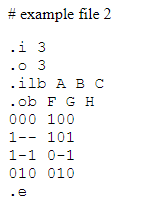 # example file 2
.i 3
.o 3
.ilb A B C
.ob F G H
000 100
1-- 101
1-1 0-1
010 010
.e